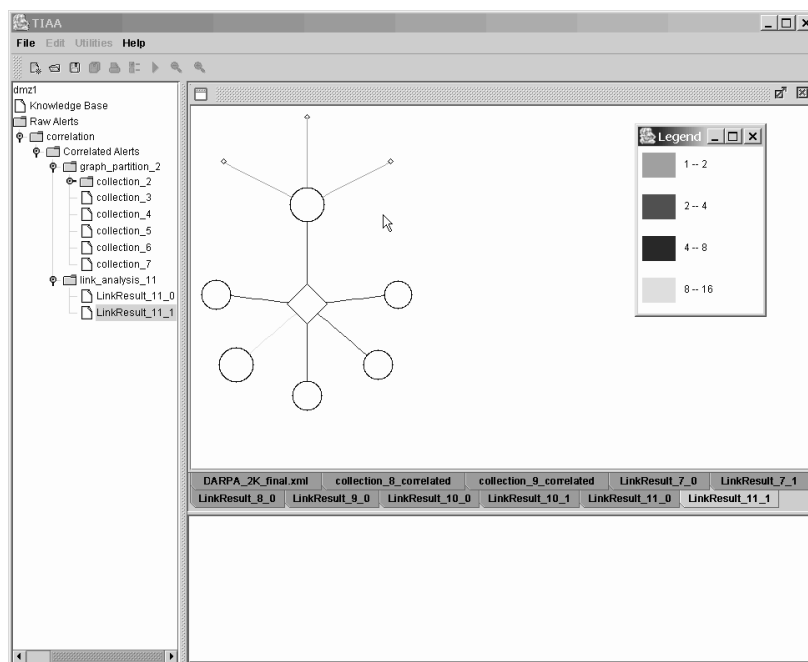 TIAA
File Edit Utilities Help
dmz1
Knowledge Base
Raw Alerts
correlation
Correlated Alerts
graph_partition_2
collection_2
collection_3
collection_4
collection_5
collection_6
collection_7
link_analysis_11
LinkResult_11_0
LinkResult_11_1
Legend
1 -- 2
2 -- 4
4 -- 8
8 -- 16
DARPA_2K_final.xml collection_8_correlated collection_9_correlated LinkResult_7_0 LinkResult_7_1
LinkResult_8_0 LinkResult_9_0 LinkResult_10_0 LinkResult_10_1 LinkResult_11_0 LinkResult_11_1